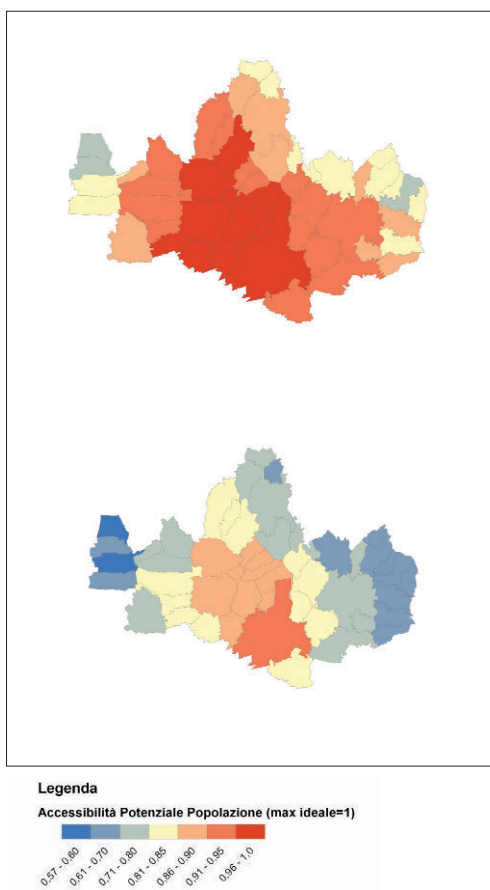 Legenda
Accessibilità Potenziale Popolazione (max ideale=1)
0,57 - 0,60
0,61 - 0,70
0,71 - 0,80
0,81 - 0,85
0,86 - 0,90
0,91 - 0,95
0,96 - 1,0